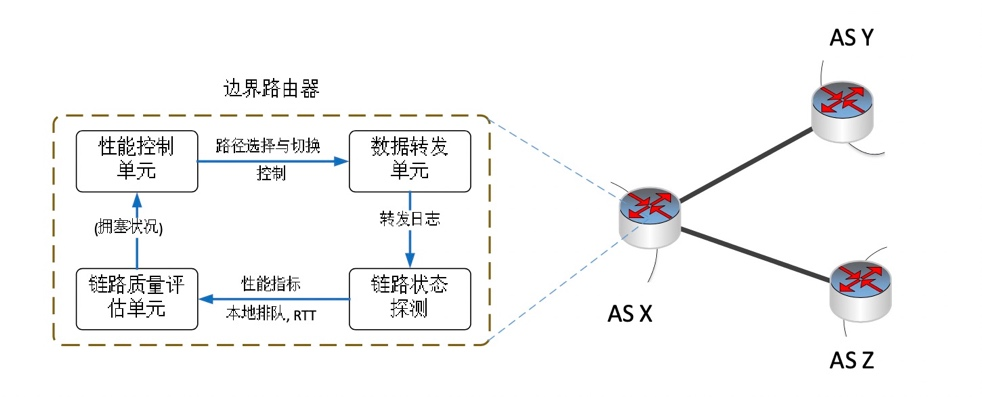 边界路由器
性能控制
单元
路径选择与切换
控制
数据转发
单元
(拥塞状况)
转发日志
链路质量评
估单元
性能指标
本地排队, RTT
链路状态
探测
AS X
AS Y
AS Z